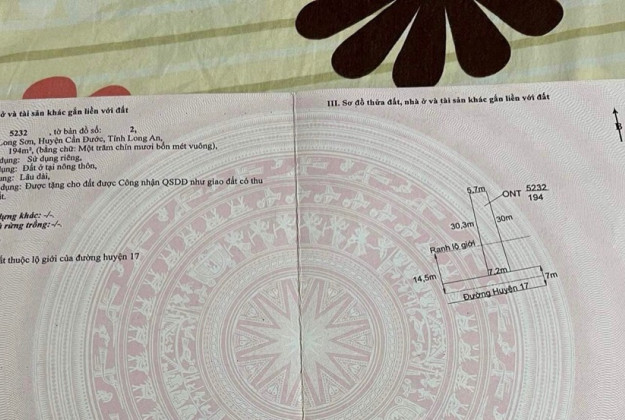 ở và tài sản khác gắn liền với đất
5232 , tờ bản đồ số: 2,
Long Sơn, Huyện Cần Đước, Tỉnh Long An,
194m², (bằng chữ: Một trăm chín mươi bốn mét vuông),
dụng: Sử dụng riêng,
dụng: Đất ở tại nông thôn,
ụng: Lâu dài,
dụng: Được tặng cho đất được Công nhận QSDĐ như giao đất có thu
ất.
dựng khác: -/-
à rừng trồng: -/-
ất thuộc lộ giới của đường huyện 17
III. Sơ đồ thửa đất, nhà ở và tài sản khác gắn liền với đất
B
6,7m
ONT 5232
194
30,3m
30m
Ranh lộ giới
14,5m
7,2m
7m
Đường Huyện 17